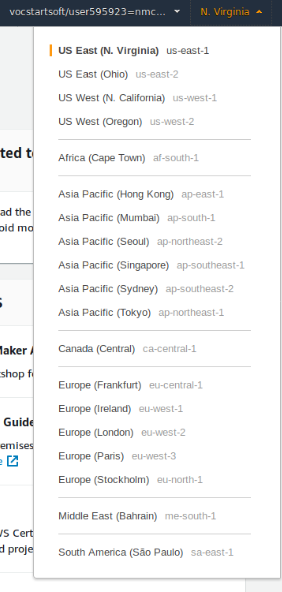 vocstartsoft/user595923=nmc...
N. Virginia
US East (N. Virginia) us-east-1
US East (Ohio) us-east-2
US West (N. California) us-west-1
US West (Oregon) us-west-2
ted to
Africa (Cape Town) af-south-1
Asia Pacific (Hong Kong) ap-east-1
ad the
Asia Pacific (Mumbai) ap-south-1
oid mo
Asia Pacific (Seoul) ap-northeast-2
Asia Pacific (Singapore) ap-southeast-1
Asia Pacific (Sydney) ap-southeast-2
s
Asia Pacific (Tokyo) ap-northeast-1
Maker A
Canada (Central) ca-central-1
shop fo
Europe (Frankfurt) eu-central-1
Europe (Ireland) eu-west-1
Guide
Europe (London) eu-west-2
emises
Europe (Paris) eu-west-3
e
Europe (Stockholm) eu-north-1
Middle East (Bahrain) me-south-1
VS Cert
d proje
South America (São Paulo) sa-east-1